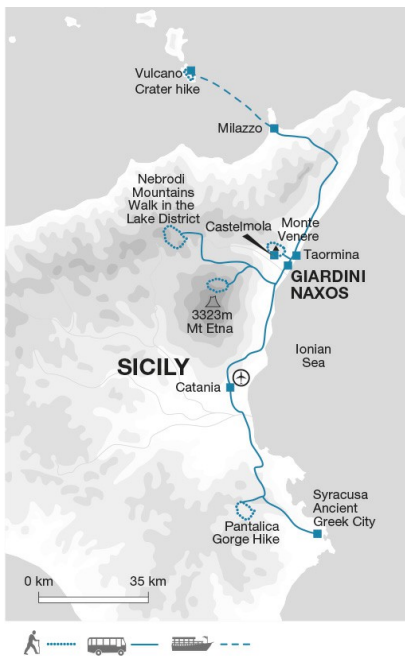 Vulcano
Crater hike
Milazzo
Nebrodi
Mountains
Walk in the
Lake District
Castelmola
Monte
Venere
Taormina
GIARDINI
NAXOS
3323m
Mt Etna
SICILY
Ionian
Sea
Catania
Syracusa
Ancient
Greek City
Pantalica
Gorge Hike
0 km
35 km